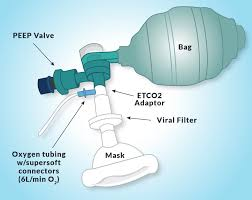 PEEP Valve
Bag
ETCO2
Adaptor
Viral Filter
Oxygen tubing
w/supersoft
connectors
(6L/min O₂)
Mask